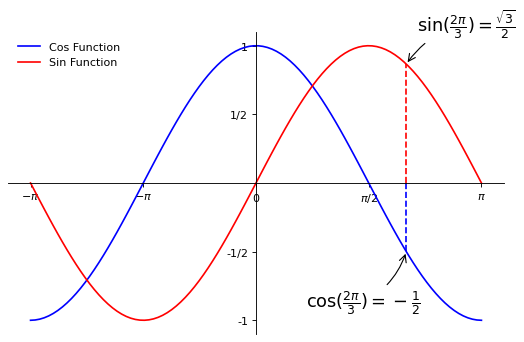 sin(2π/3) = √3/2
Cos Function
Sin Function
1
1/2
−π
−π
0
π/2
π
-1/2
cos(2π/3) = −1/2
-1